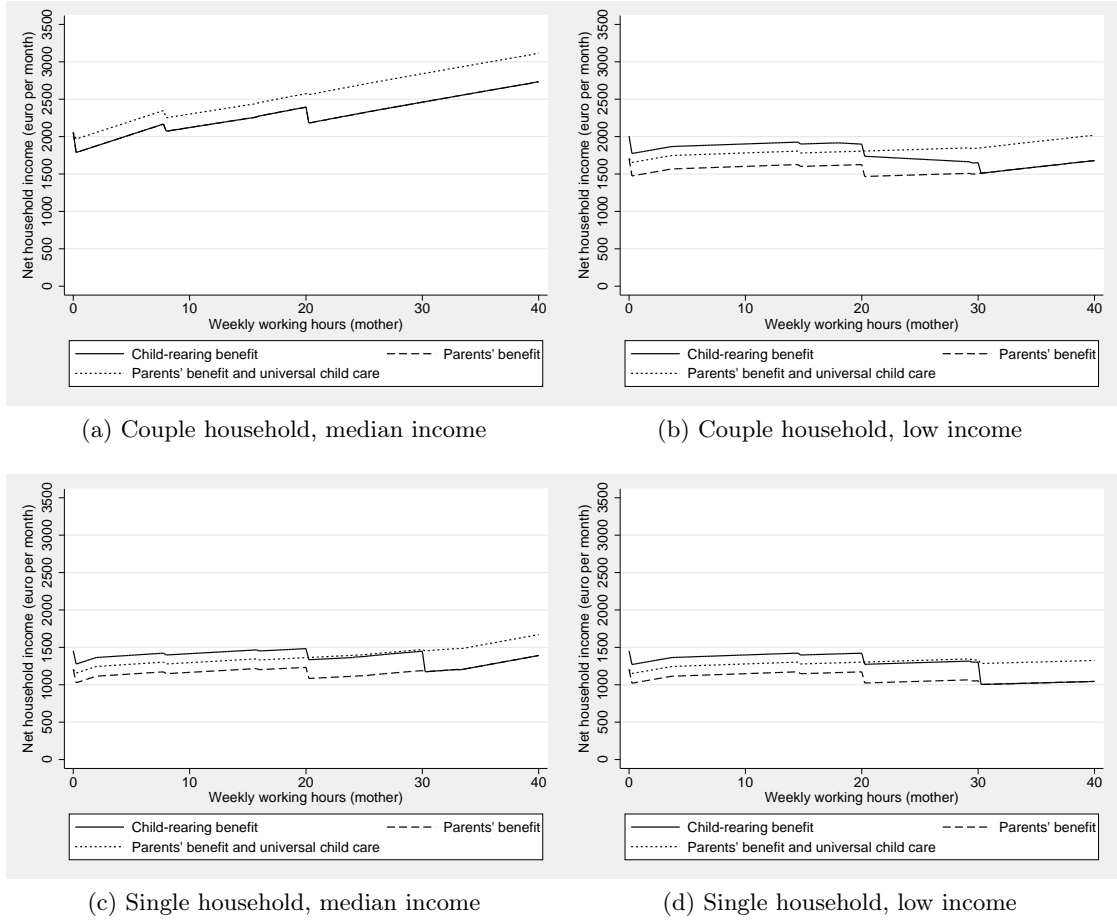 Net household income (euro per month)
0 500 1000 1500 2000 2500 3000 3500
0 10 20 30 40
Weekly working hours (mother)
Child-rearing benefit Parents' benefit
Parents' benefit and universal child care
(a) Couple household, median income
Net household income (euro per month)
0 500 1000 1500 2000 2500 3000 3500
0 10 20 30 40
Weekly working hours (mother)
Child-rearing benefit Parents' benefit
Parents' benefit and universal child care
(b) Couple household, low income
Net household income (euro per month)
0 500 1000 1500 2000 2500 3000 3500
0 10 20 30 40
Weekly working hours (mother)
Child-rearing benefit Parents' benefit
Parents' benefit and universal child care
(c) Single household, median income
Net household income (euro per month)
0 500 1000 1500 2000 2500 3000 3500
0 10 20 30 40
Weekly working hours (mother)
Child-rearing benefit Parents' benefit
Parents' benefit and universal child care
(d) Single household, low income